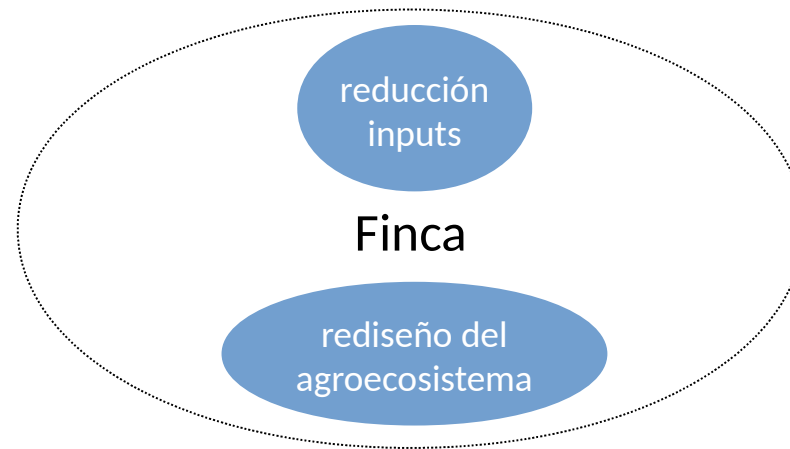 reducción
inputs
Finca
rediseño del
agroecosistema